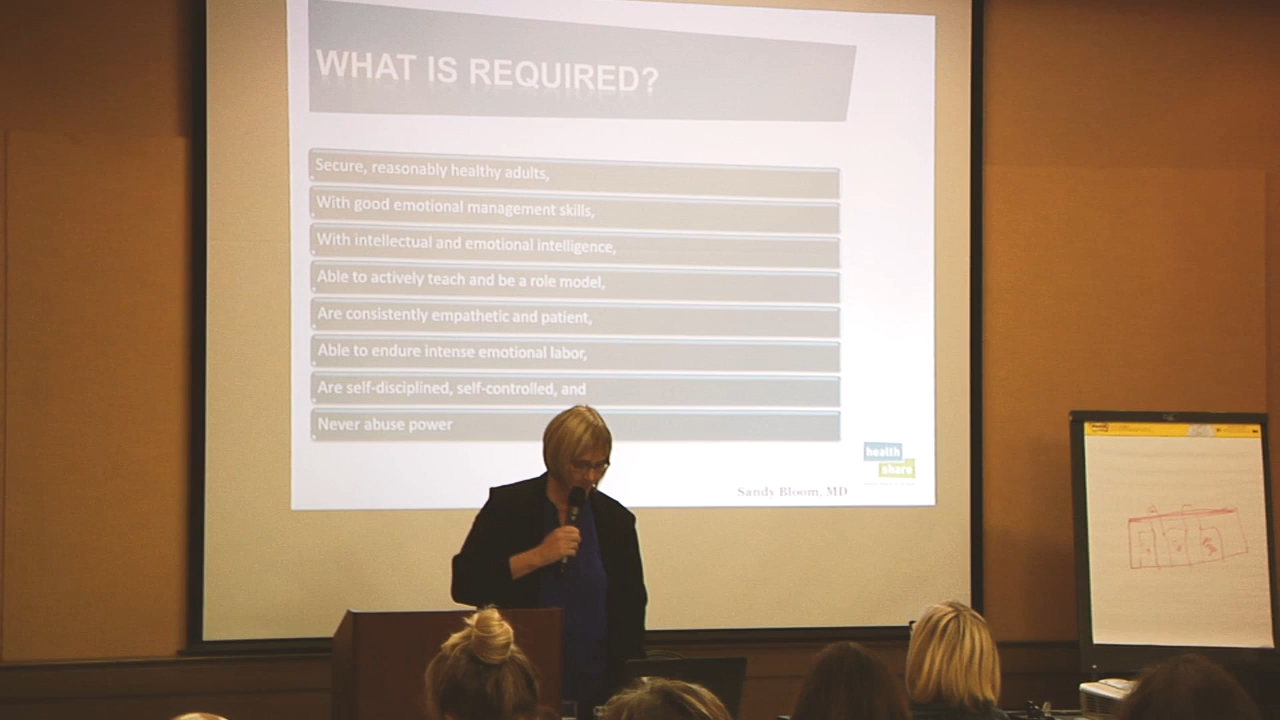 WHAT IS REQUIRED?
Secure, reasonably healthy adults,
With good emotional management skills,
With intellectual and emotional intelligence,
Able to actively teach and be a role model,
Are consistently empathetic and patient,
Able to endure intense emotional labor,
Are self-disciplined, self-controlled, and
Never abuse power
health
share
Sandy Bloom, MD